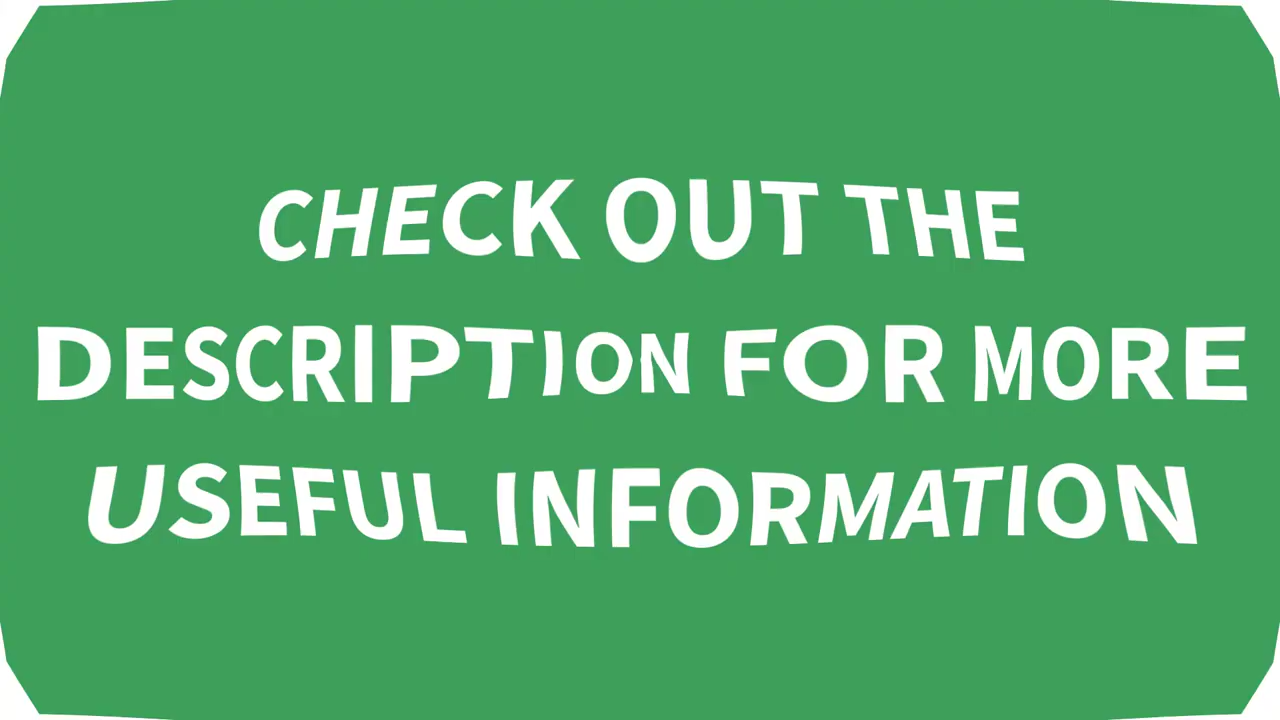 CHECK OUT THE
DESCRIPTION FOR MORE
USEFUL INFORMATION